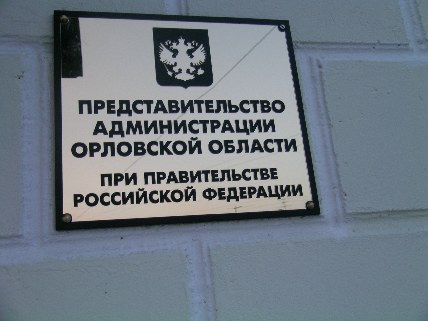 ПРЕДСТАВИТЕЛЬСТВО
АДМИНИСТРАЦИИ
ОРЛОВСКОЙ ОБЛАСТИ
ПРИ ПРАВИТЕЛЬСТВЕ
РОССИЙСКОЙ ФЕДЕРАЦИИ